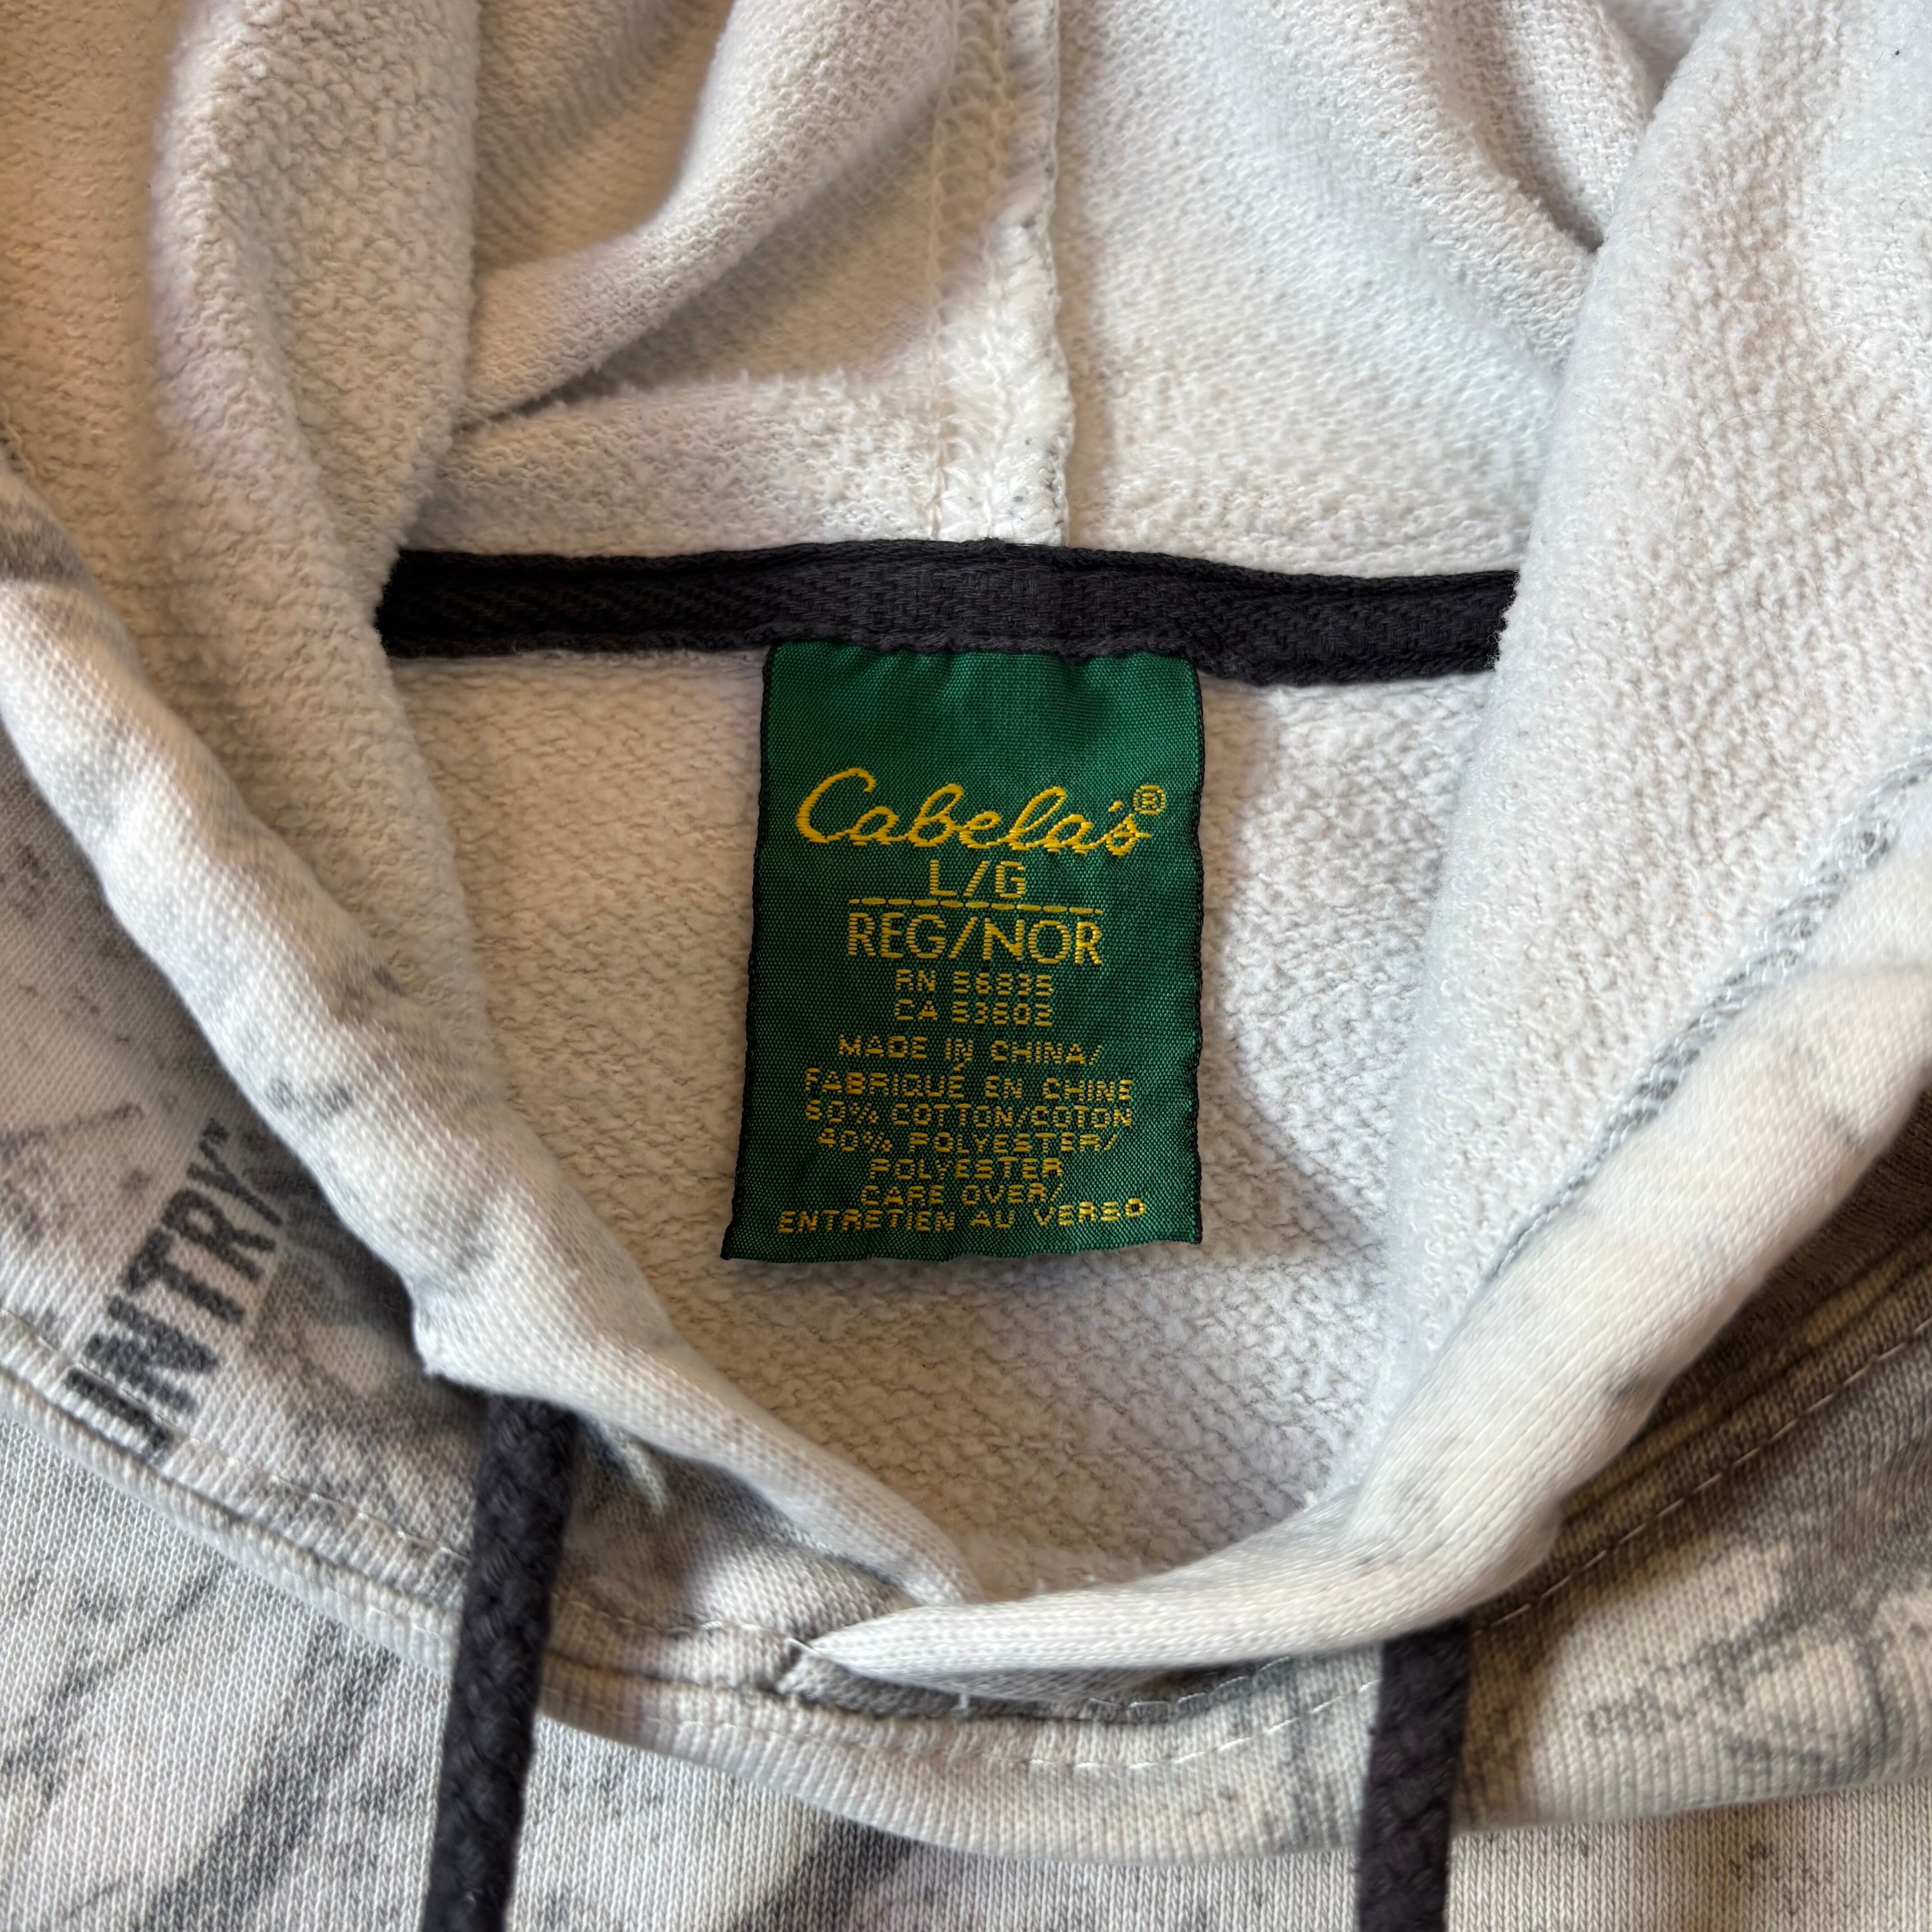 Cabela's®
L/G
REG/NOR
RN 56835
CA 53602
MADE IN CHINA/
FABRIQUÉ EN CHINE
60% COTTON/COTON
40% POLYESTER/
POLYESTER
CARE OVER/
ENTRETIEN AU VERSO
UNTRY